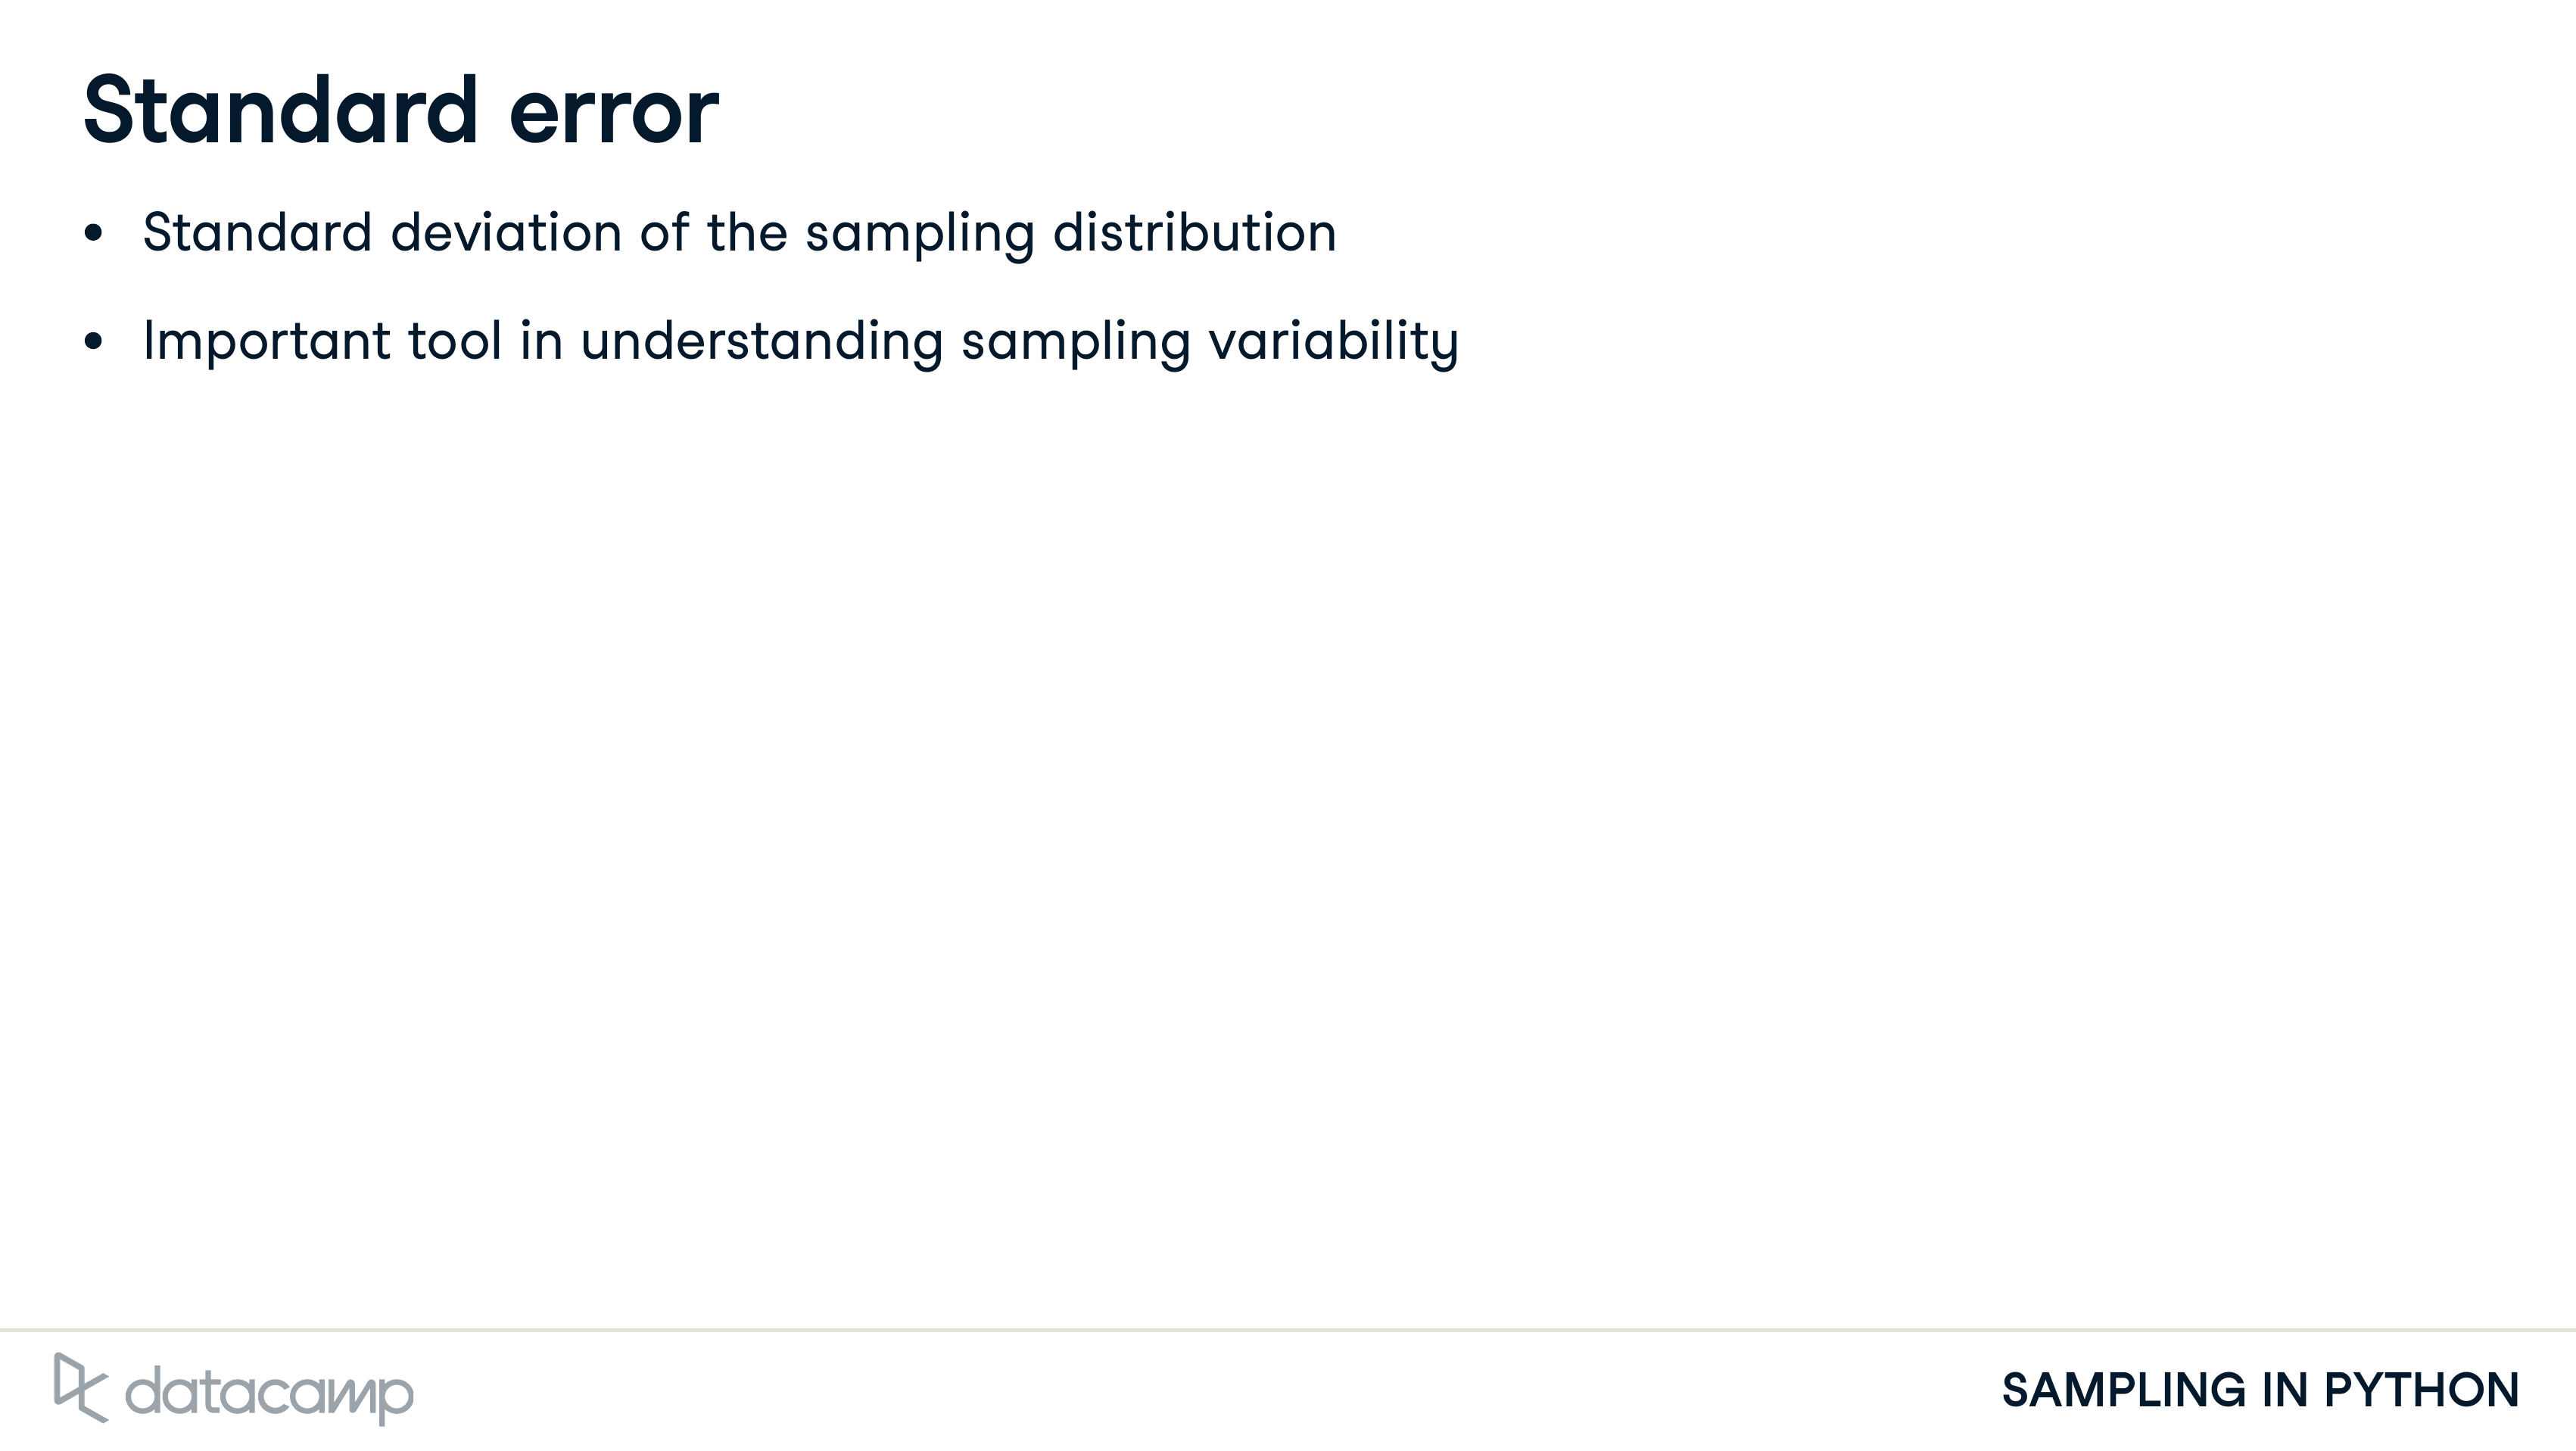 Standard error
• Standard deviation of the sampling distribution
• Important tool in understanding sampling variability
datacamp
SAMPLING IN PYTHON